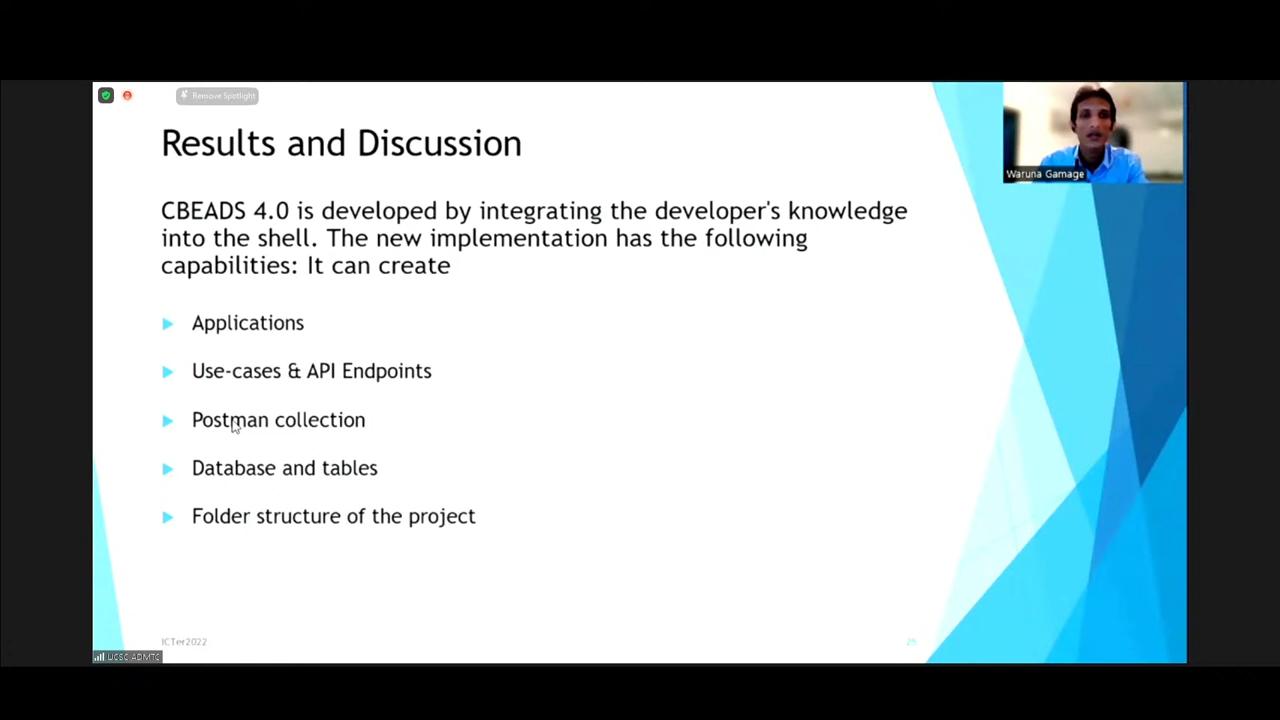 Remove Spotlight
Results and Discussion
Waruna Gamage
CBEADS 4.0 is developed by integrating the developer's knowledge
into the shell. The new implementation has the following
capabilities: It can create
Applications
Use-cases & API Endpoints
Postman collection
Database and tables
Folder structure of the project
ICTer2022
25
UCSC ADMTC